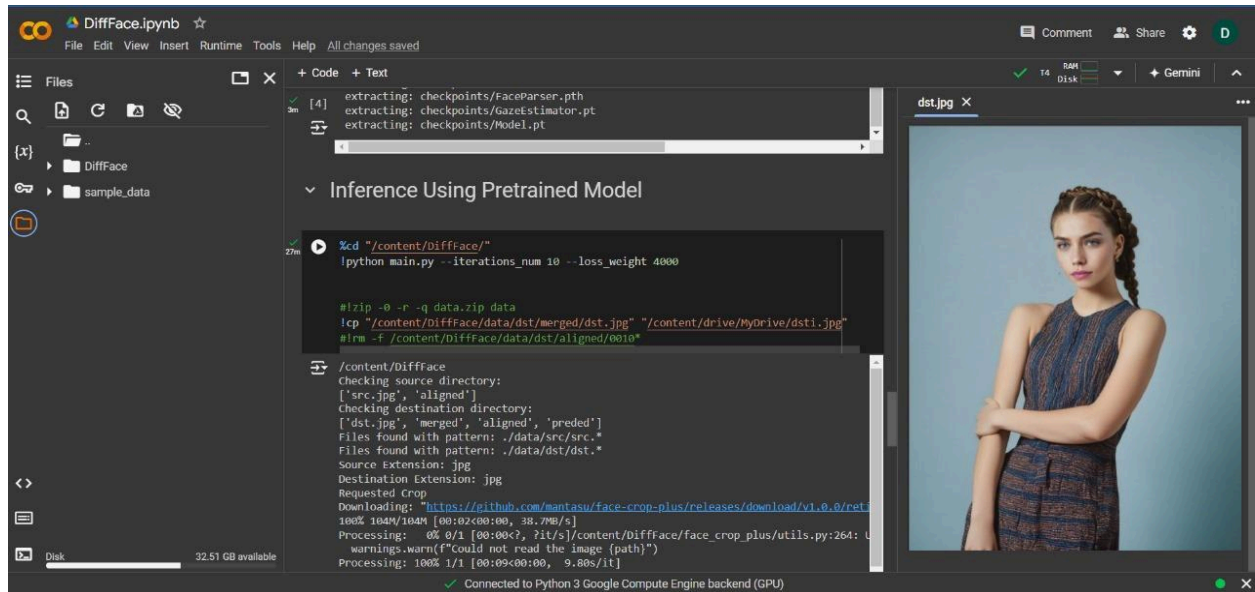 DiffFace.ipynb
File Edit View Insert Runtime Tools Help All changes saved
Comment Share D
Files
+ Code + Text
T4 RAM Disk Gemini
..
DiffFace
sample_data
{x}
3m [4] extracting: checkpoints/FaceParser.pth
extracting: checkpoints/GazeEstimator.pt
extracting: checkpoints/Model.pt
Inference Using Pretrained Model
27m %cd "/content/DiffFace/"
!python main.py --iterations_num 10 --loss_weight 4000
#!zip -0 -r -q data.zip data
!cp "/content/DiffFace/data/dst/merged/dst.jpg" "/content/drive/MyDrive/dsti.jpg"
#!rm -f /content/DiffFace/data/dst/aligned/0010*
/content/DiffFace
Checking source directory:
['src.jpg', 'aligned']
Checking destination directory:
['dst.jpg', 'merged', 'aligned', 'preded']
Files found with pattern: ./data/src/src.*
Files found with pattern: ./data/dst/dst.*
Source Extension: jpg
Destination Extension: jpg
Requested Crop
Downloading: "https://github.com/mantasu/face-crop-plus/releases/download/v1.0.0/reti
100% 104M/104M [00:02<00:00, 38.7MB/s]
Processing: 0% 0/1 [00:00<?, ?it/s]/content/DiffFace/face_crop_plus/utils.py:264: U
warnings.warn(f"Could not read the image {path}")
Processing: 100% 1/1 [00:09<00:00, 9.80s/it]
dst.jpg
Disk 32.51 GB available
Connected to Python 3 Google Compute Engine backend (GPU)